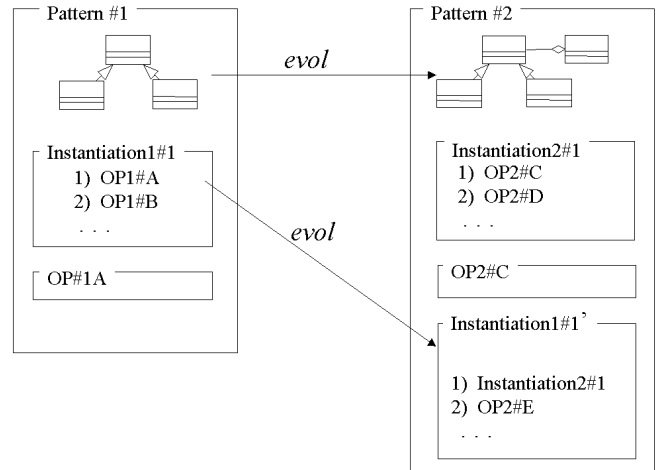 Pattern #1
evol
Instantiation1#1
1) OP1#A
2) OP1#B
. . .
OP#1A
evol
Pattern #2
Instantiation2#1
1) OP2#C
2) OP2#D
. . .
OP2#C
Instantiation1#1’
1) Instantiation2#1
2) OP2#E
. . .